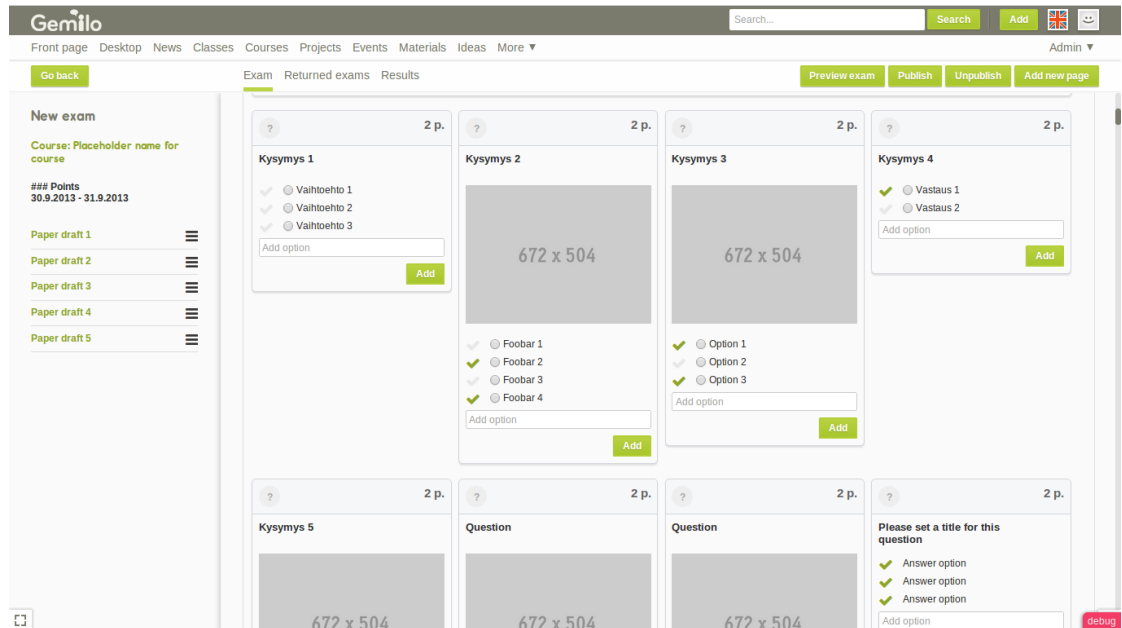 Gemilo
Search...
Search
Add
Front page Desktop News Classes Courses Projects Events Materials Ideas More ▼
Admin ▼
Go back
Exam Returned exams Results
Preview exam
Publish
Unpublish
Add new page
New exam
Course: Placeholder name for
course
### Points
30.9.2013 - 31.9.2013
Paper draft 1
Paper draft 2
Paper draft 3
Paper draft 4
Paper draft 5
? 2 p.
Kysymys 1
Vaihtoehto 1
Vaihtoehto 2
Vaihtoehto 3
Add option
Add
? 2 p.
Kysymys 2
672 x 504
Foobar 1
Foobar 2
Foobar 3
Foobar 4
Add option
Add
? 2 p.
Kysymys 3
672 x 504
Option 1
Option 2
Option 3
Add option
Add
? 2 p.
Kysymys 4
Vastaus 1
Vastaus 2
Add option
Add
? 2 p.
Kysymys 5
672 x 504
? 2 p.
Question
672 x 504
? 2 p.
Question
672 x 504
? 2 p.
Please set a title for this
question
Answer option
Answer option
Answer option
Add option
debug